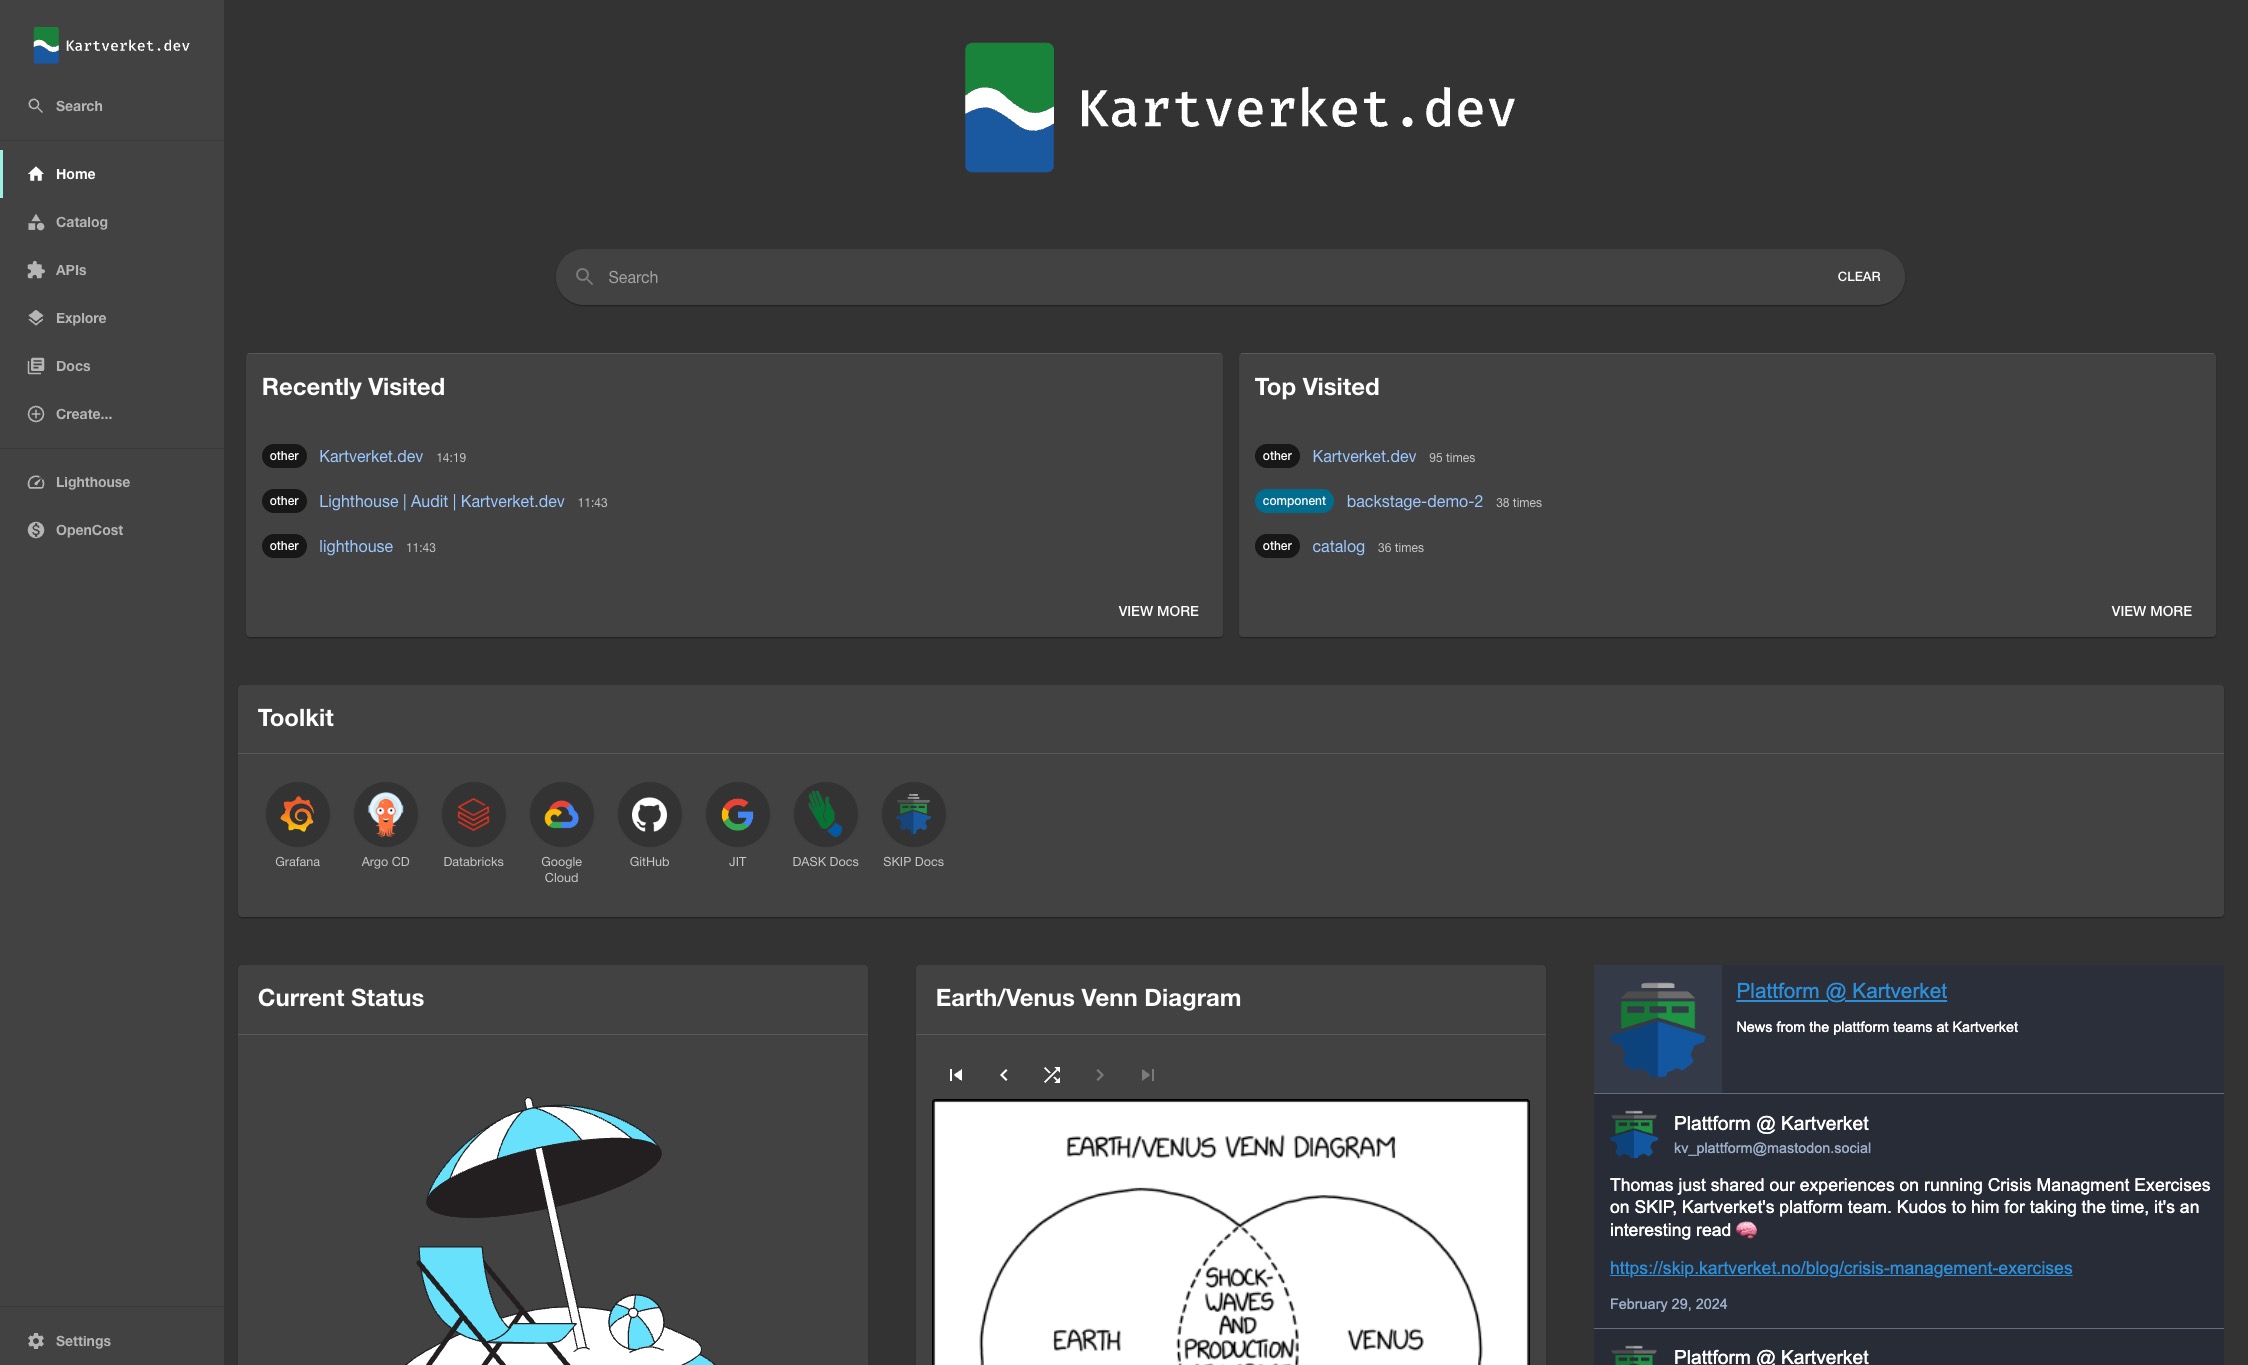 Kartverket.dev
Search
Home
Catalog
APIs
Explore
Docs
Create...
Lighthouse
OpenCost
Settings
Kartverket.dev
Search
CLEAR
Recently Visited
other Kartverket.dev 14:19
other Lighthouse | Audit | Kartverket.dev 11:43
other lighthouse 11:43
VIEW MORE
Top Visited
other Kartverket.dev 95 times
component backstage-demo-2 38 times
other catalog 36 times
VIEW MORE
Toolkit
Grafana
Argo CD
Databricks
Google
Cloud
GitHub
JIT
DASK Docs
SKIP Docs
Current Status
Earth/Venus Venn Diagram
EARTH/VENUS VENN DIAGRAM
SHOCK-
WAVES
AND
EARTH
PRODUCTION
VENUS
Plattform @ Kartverket
News from the plattform teams at Kartverket
Plattform @ Kartverket
kv_plattform@mastodon.social
Thomas just shared our experiences on running Crisis Managment Exercises
on SKIP, Kartverket's platform team. Kudos to him for taking the time, it's an
interesting read 🧠
https://skip.kartverket.no/blog/crisis-management-exercises
February 29, 2024
Plattform @ Kartverket